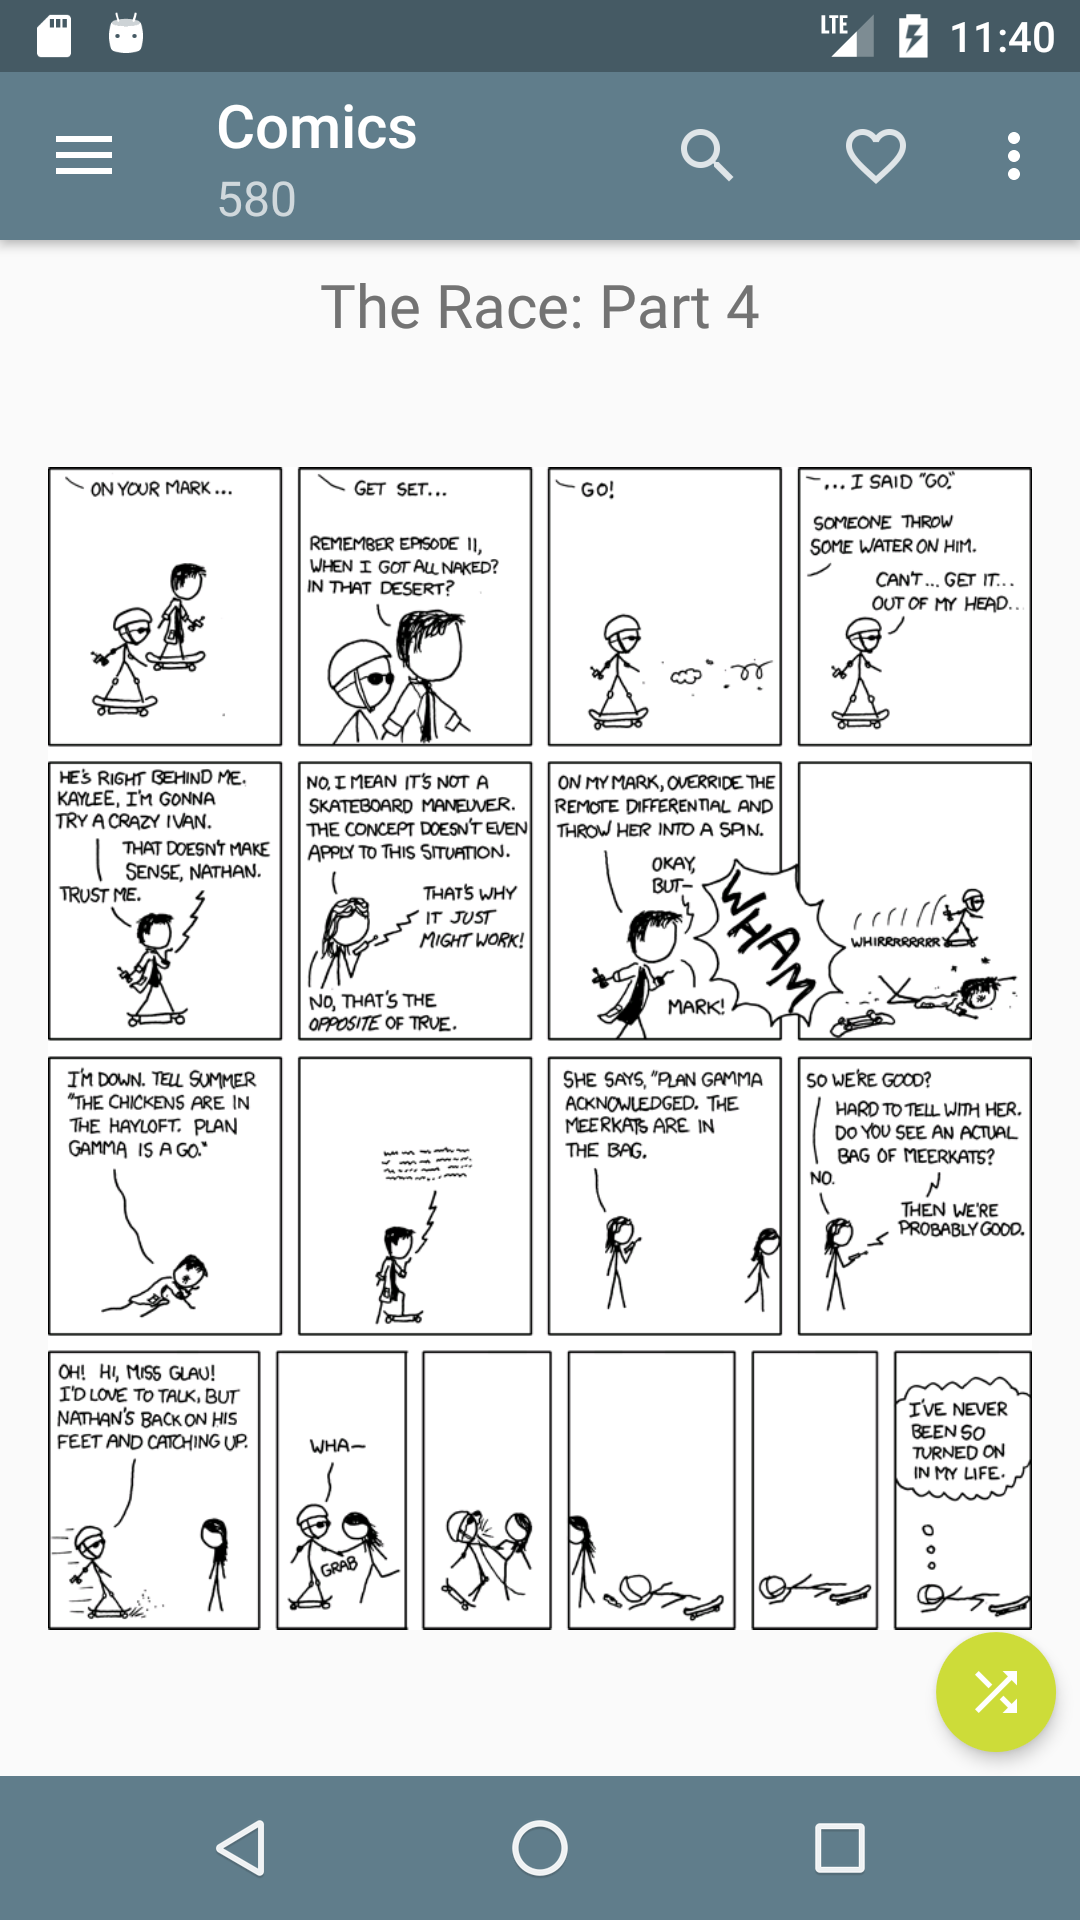 LTE 11:40
Comics
580
The Race: Part 4
ON YOUR MARK...
GET SET...
REMEMBER EPISODE 11,
WHEN I GOT ALL NAKED?
IN THAT DESERT?
GO!
... I SAID "GO."
SOMEONE THROW
SOME WATER ON HIM.
CAN'T... GET IT...
OUT OF MY HEAD...
HE'S RIGHT BEHIND ME.
KAYLEE, I'M GONNA
TRY A CRAZY IVAN.
THAT DOESN'T MAKE
SENSE, NATHAN.
TRUST ME.
NO, I MEAN IT'S NOT A
SKATEBOARD MANEUVER.
THE CONCEPT DOESN'T EVEN
APPLY TO THIS SITUATION.
THAT'S WHY
IT JUST
MIGHT WORK!
NO, THAT'S THE
OPPOSITE OF TRUE.
ON MY MARK, OVERRIDE THE
REMOTE DIFFERENTIAL AND
THROW HER INTO A SPIN.
OKAY,
BUT—
MARK!
WHAM
WHIRRRRRRRR
I'M DOWN. TELL SUMMER
"THE CHICKENS ARE IN
THE HAYLOFT. PLAN
GAMMA IS A GO."
SHE SAYS, "PLAN GAMMA
ACKNOWLEDGED. THE
MEERKATS ARE IN
THE BAG.
SO WE'RE GOOD?
HARD TO TELL WITH HER.
DO YOU SEE AN ACTUAL
BAG OF MEERKATS?
NO.
THEN WE'RE
PROBABLY GOOD.
OH! HI, MISS GLAU!
I'D LOVE TO TALK, BUT
NATHAN'S BACK ON HIS
FEET AND CATCHING UP.
WHA—
GRAB
I'VE NEVER
BEEN SO
TURNED ON
IN MY LIFE.